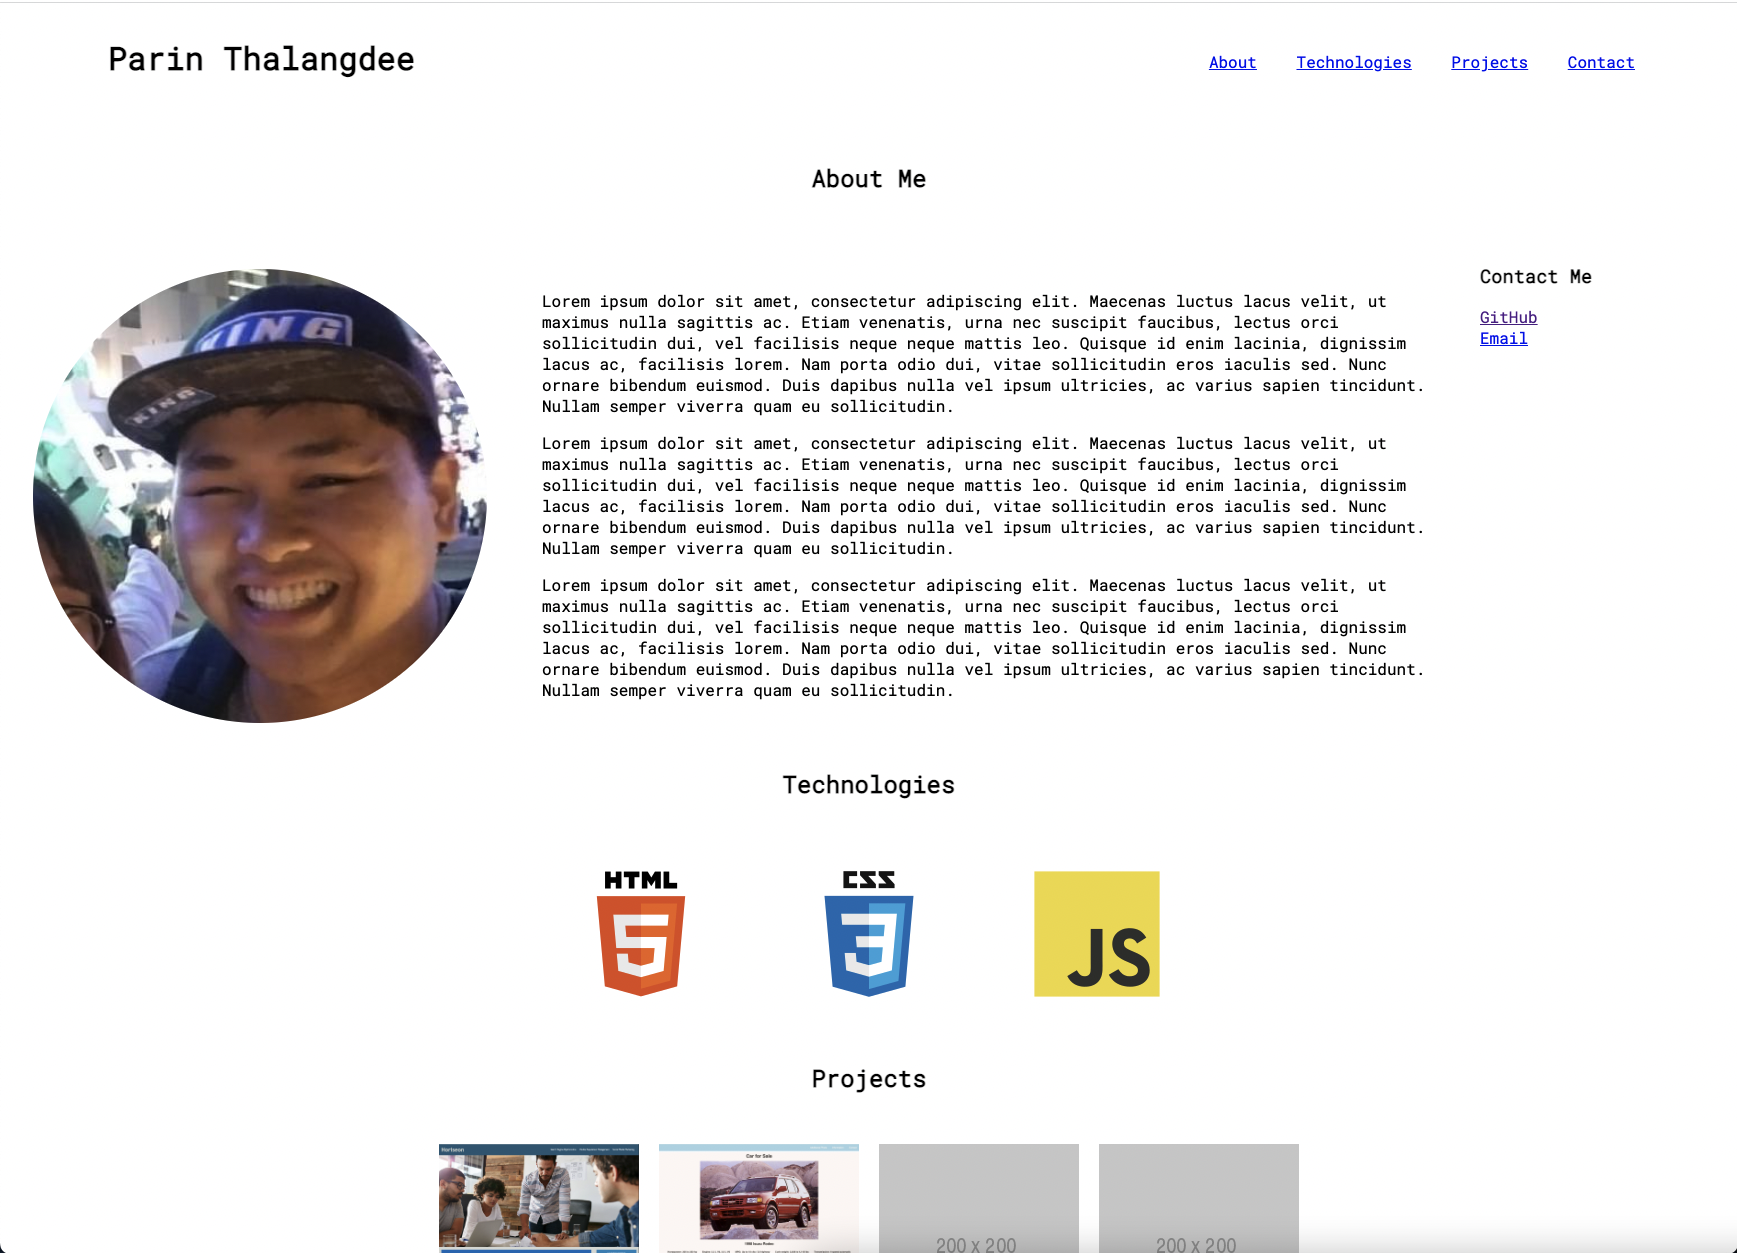 Parin Thalangdee
About Technologies Projects Contact
About Me
KING
KING
Lorem ipsum dolor sit amet, consectetur adipiscing elit. Maecenas luctus lacus velit, ut
maximus nulla sagittis ac. Etiam venenatis, urna nec suscipit faucibus, lectus orci
sollicitudin dui, vel facilisis neque neque mattis leo. Quisque id enim lacinia, dignissim
lacus ac, facilisis lorem. Nam porta odio dui, vitae sollicitudin eros iaculis sed. Nunc
ornare bibendum euismod. Duis dapibus nulla vel ipsum ultricies, ac varius sapien tincidunt.
Nullam semper viverra quam eu sollicitudin.
Lorem ipsum dolor sit amet, consectetur adipiscing elit. Maecenas luctus lacus velit, ut
maximus nulla sagittis ac. Etiam venenatis, urna nec suscipit faucibus, lectus orci
sollicitudin dui, vel facilisis neque neque mattis leo. Quisque id enim lacinia, dignissim
lacus ac, facilisis lorem. Nam porta odio dui, vitae sollicitudin eros iaculis sed. Nunc
ornare bibendum euismod. Duis dapibus nulla vel ipsum ultricies, ac varius sapien tincidunt.
Nullam semper viverra quam eu sollicitudin.
Lorem ipsum dolor sit amet, consectetur adipiscing elit. Maecenas luctus lacus velit, ut
maximus nulla sagittis ac. Etiam venenatis, urna nec suscipit faucibus, lectus orci
sollicitudin dui, vel facilisis neque neque mattis leo. Quisque id enim lacinia, dignissim
lacus ac, facilisis lorem. Nam porta odio dui, vitae sollicitudin eros iaculis sed. Nunc
ornare bibendum euismod. Duis dapibus nulla vel ipsum ultricies, ac varius sapien tincidunt.
Nullam semper viverra quam eu sollicitudin.
Contact Me
GitHub
Email
Technologies
HTML
5
CSS
3
JS
Projects
Horiseon
Car for Sale
200 x 200
200 x 200